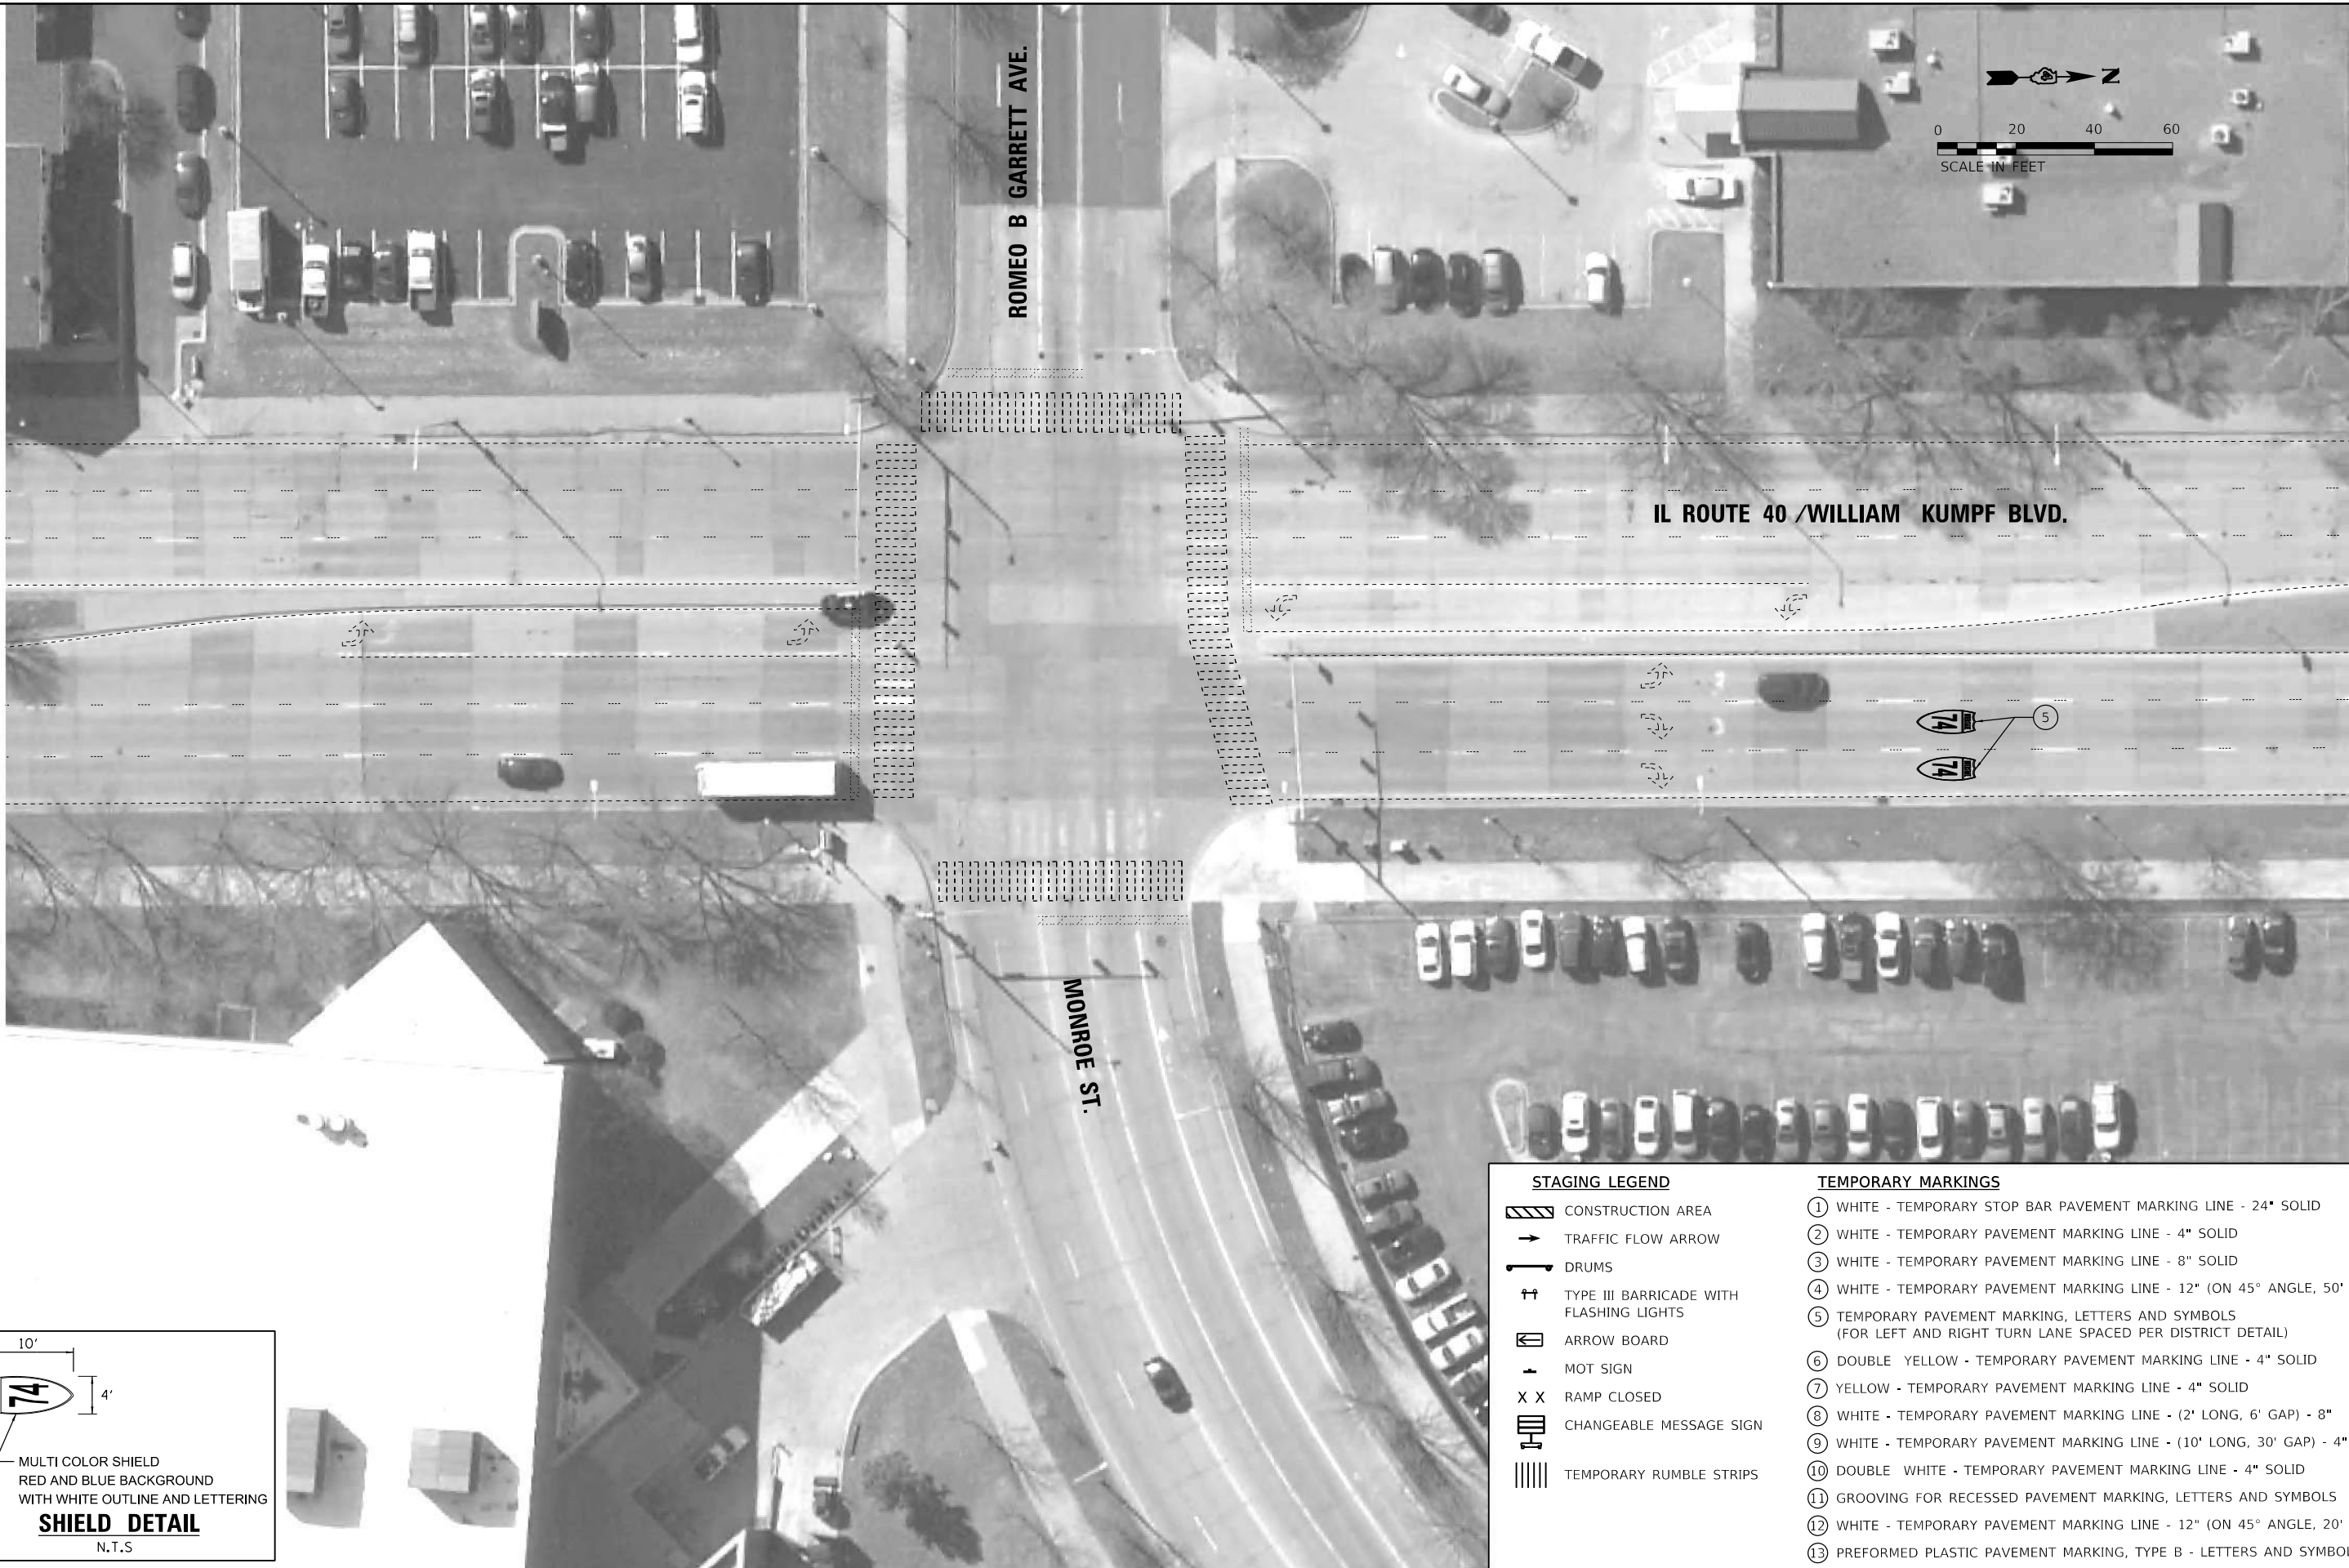 ROMEO B GARRETT AVE.
N
0 20 40 60
SCALE IN FEET
IL ROUTE 40 /WILLIAM KUMPF BLVD.
5
74
74
MONROE ST.
10'
74
4'
MULTI COLOR SHIELD
RED AND BLUE BACKGROUND
WITH WHITE OUTLINE AND LETTERING
SHIELD DETAIL
N.T.S
STAGING LEGEND
CONSTRUCTION AREA
TRAFFIC FLOW ARROW
DRUMS
TYPE III BARRICADE WITH
FLASHING LIGHTS
ARROW BOARD
MOT SIGN
X X RAMP CLOSED
CHANGEABLE MESSAGE SIGN
TEMPORARY RUMBLE STRIPS
TEMPORARY MARKINGS
1 WHITE - TEMPORARY STOP BAR PAVEMENT MARKING LINE - 24" SOLID
2 WHITE - TEMPORARY PAVEMENT MARKING LINE - 4" SOLID
3 WHITE - TEMPORARY PAVEMENT MARKING LINE - 8" SOLID
4 WHITE - TEMPORARY PAVEMENT MARKING LINE - 12" (ON 45° ANGLE, 50'
5 TEMPORARY PAVEMENT MARKING, LETTERS AND SYMBOLS
(FOR LEFT AND RIGHT TURN LANE SPACED PER DISTRICT DETAIL)
6 DOUBLE YELLOW - TEMPORARY PAVEMENT MARKING LINE - 4" SOLID
7 YELLOW - TEMPORARY PAVEMENT MARKING LINE - 4" SOLID
8 WHITE - TEMPORARY PAVEMENT MARKING LINE - (2' LONG, 6' GAP) - 8"
9 WHITE - TEMPORARY PAVEMENT MARKING LINE - (10' LONG, 30' GAP) - 4"
10 DOUBLE WHITE - TEMPORARY PAVEMENT MARKING LINE - 4" SOLID
11 GROOVING FOR RECESSED PAVEMENT MARKING, LETTERS AND SYMBOLS
12 WHITE - TEMPORARY PAVEMENT MARKING LINE - 12" (ON 45° ANGLE, 20'
13 PREFORMED PLASTIC PAVEMENT MARKING, TYPE B - LETTERS AND SYMBO